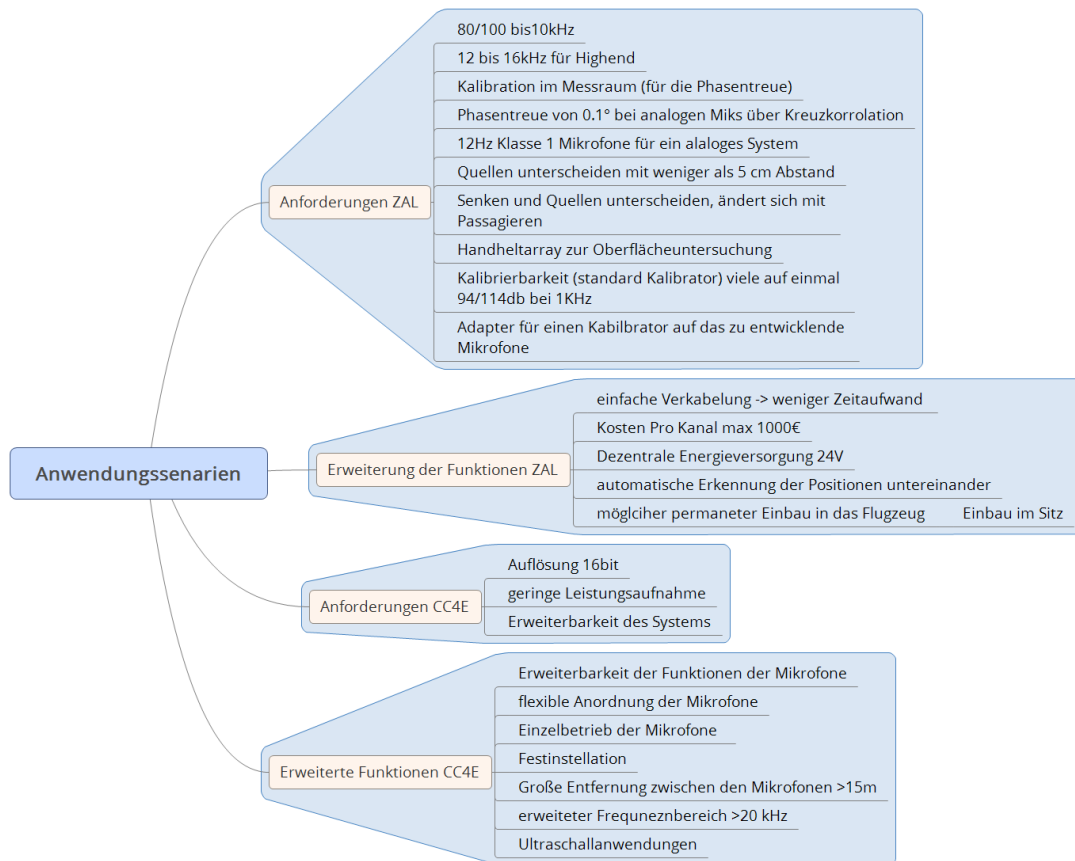 Anwendungssenarien
Anforderungen ZAL
80/100 bis10kHz
12 bis 16kHz für Highend
Kalibration im Messraum (für die Phasentreue)
Phasentreue von 0.1° bei analogen Miks über Kreuzkorrolation
12Hz Klasse 1 Mikrofone für ein alaloges System
Quellen unterscheiden mit weniger als 5 cm Abstand
Senken und Quellen unterscheiden, ändert sich mit
Passagieren
Handheltarray zur Oberflächeuntersuchung
Kalibrierbarkeit (standard Kalibrator) viele auf einmal
94/114db bei 1KHz
Adapter für einen Kabilbrator auf das zu entwicklende
Mikrofone
Erweiterung der Funktionen ZAL
einfache Verkabelung -> weniger Zeitaufwand
Kosten Pro Kanal max 1000€
Dezentrale Energieversorgung 24V
automatische Erkennung der Positionen untereinander
möglciher permaneter Einbau in das Flugzeug
Einbau im Sitz
Anforderungen CC4E
Auflösung 16bit
geringe Leistungsaufnahme
Erweiterbarkeit des Systems
Erweiterte Funktionen CC4E
Erweiterbarkeit der Funktionen der Mikrofone
flexible Anordnung der Mikrofone
Einzelbetrieb der Mikrofone
Festinstellation
Große Entfernung zwischen den Mikrofonen >15m
erweiteter Frequneznbereich >20 kHz
Ultraschallanwendungen